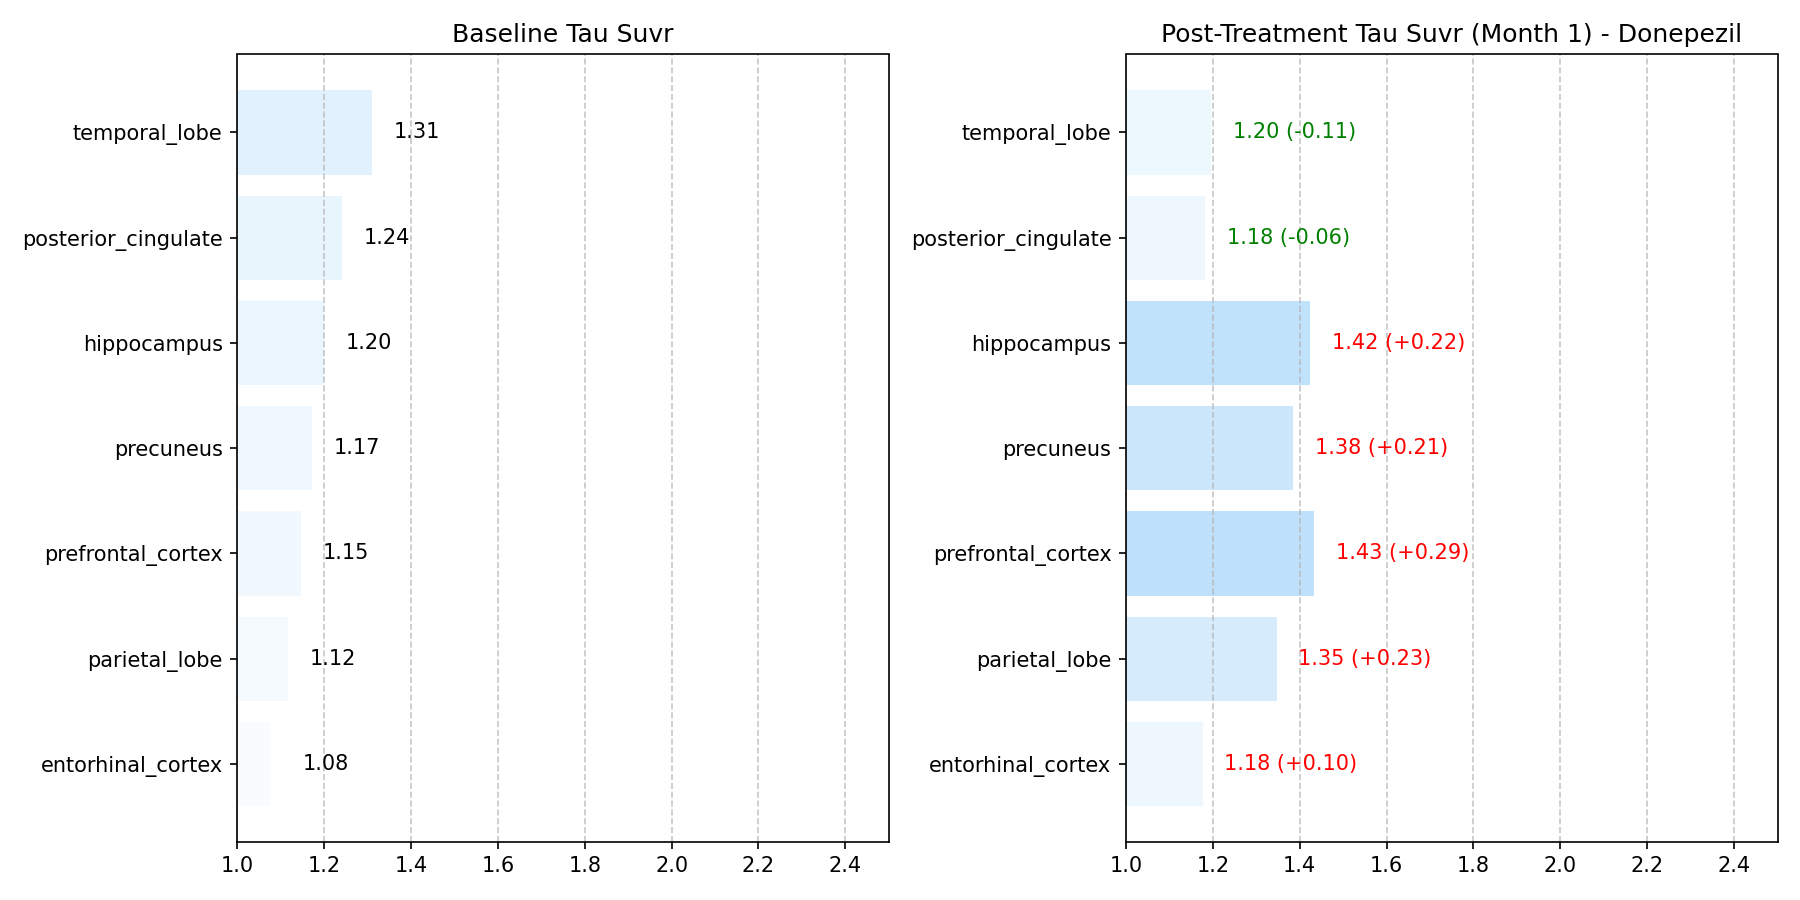 Baseline Tau Suvr
temporal_lobe
1.31
posterior_cingulate
1.24
hippocampus
1.20
precuneus
1.17
prefrontal_cortex
1.15
parietal_lobe
1.12
entorhinal_cortex
1.08
1.0 1.2 1.4 1.6 1.8 2.0 2.2 2.4
Post-Treatment Tau Suvr (Month 1) - Donepezil
temporal_lobe
1.20 (-0.11)
posterior_cingulate
1.18 (-0.06)
hippocampus
1.42 (+0.22)
precuneus
1.38 (+0.21)
prefrontal_cortex
1.43 (+0.29)
parietal_lobe
1.35 (+0.23)
entorhinal_cortex
1.18 (+0.10)
1.0 1.2 1.4 1.6 1.8 2.0 2.2 2.4